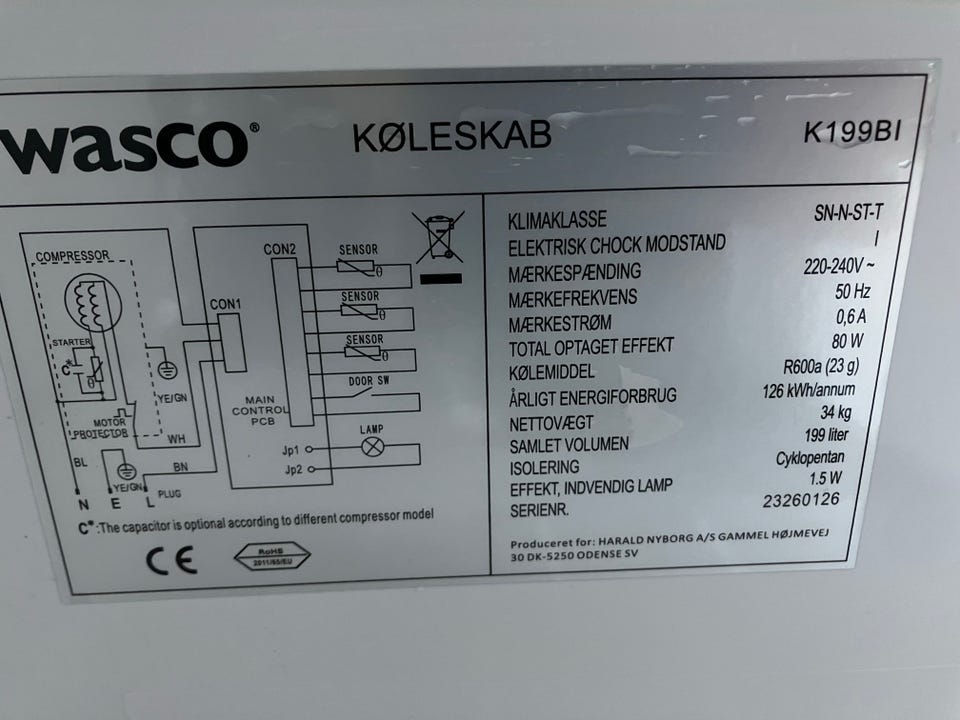 wasco® KØLESKAB K199BI
COMPRESSOR
STARTER
C*
θ
MOTOR
PROTECTOR
YE/GN
WH
BL
BN
YE/GN
N E L PLUG
CON1
CON2
MAIN
CONTROL
PCB
SENSOR
θ
SENSOR
θ
SENSOR
θ
DOOR SW
LAMP
Jp1
Jp2
C*:The capacitor is optional according to different compressor model
CE
RoHS
2011/65/EU
KLIMAKLASSE SN-N-ST-T
ELEKTRISK CHOCK MODSTAND I
MÆRKESPÆNDING 220-240V ~
MÆRKEFREKVENS 50 Hz
MÆRKESTRØM 0,6 A
TOTAL OPTAGET EFFEKT 80 W
KØLEMIDDEL R600a (23 g)
ÅRLIGT ENERGIFORBRUG 126 kWh/annum
NETTOVÆGT 34 kg
SAMLET VOLUMEN 199 liter
ISOLERING Cyklopentan
EFFEKT, INDVENDIG LAMP 1.5 W
SERIENR. 23260126
Produceret for: HARALD NYBORG A/S GAMMEL HØJMEVEJ
30 DK-5250 ODENSE SV